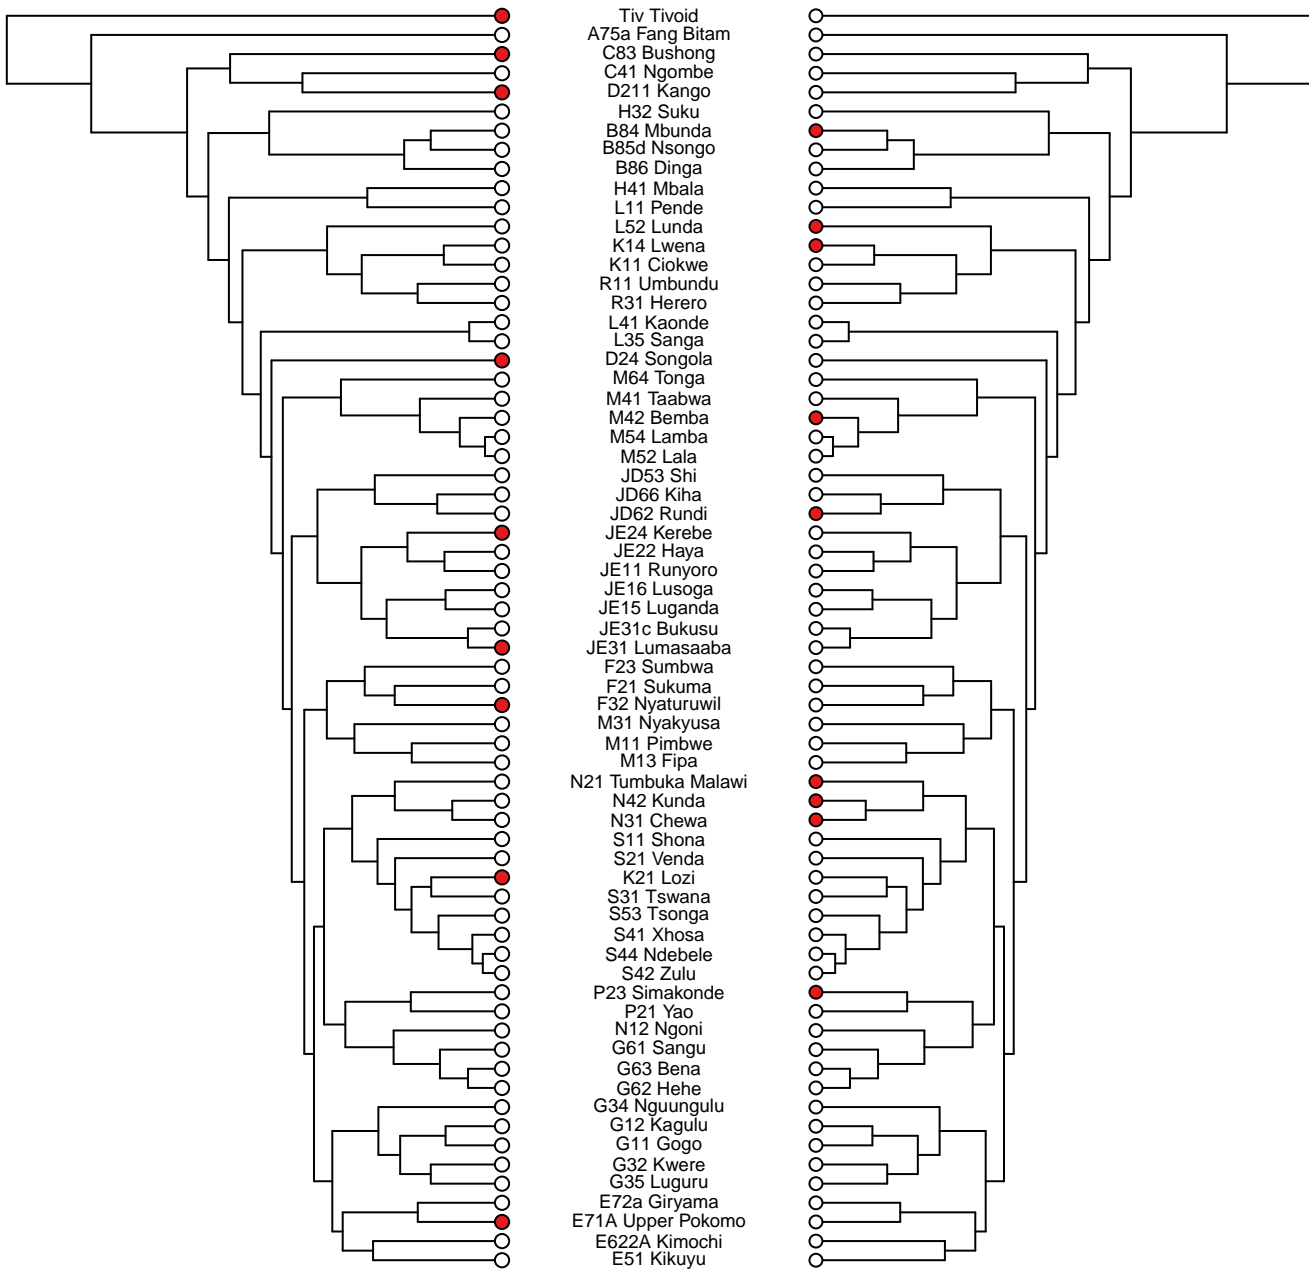 Tiv Tivoid
A75a Fang Bitam
C83 Bushong
C41 Ngombe
D211 Kango
H32 Suku
B84 Mbunda
B85d Nsongo
B86 Dinga
H41 Mbala
L11 Pende
L52 Lunda
K14 Lwena
K11 Ciokwe
R11 Umbundu
R31 Herero
L41 Kaonde
L35 Sanga
D24 Songola
M64 Tonga
M41 Taabwa
M42 Bemba
M54 Lamba
M52 Lala
JD53 Shi
JD66 Kiha
JD62 Rundi
JE24 Kerebe
JE22 Haya
JE11 Runyoro
JE16 Lusoga
JE15 Luganda
JE31c Bukusu
JE31 Lumasaaba
F23 Sumbwa
F21 Sukuma
F32 Nyaturuwil
M31 Nyakyusa
M11 Pimbwe
M13 Fipa
N21 Tumbuka Malawi
N42 Kunda
N31 Chewa
S11 Shona
S21 Venda
K21 Lozi
S31 Tswana
S53 Tsonga
S41 Xhosa
S44 Ndebele
S42 Zulu
P23 Simakonde
P21 Yao
N12 Ngoni
G61 Sangu
G63 Bena
G62 Hehe
G34 Nguungulu
G12 Kagulu
G11 Gogo
G32 Kwere
G35 Luguru
E72a Giryama
E71A Upper Pokomo
E622A Kimochi
E51 Kikuyu